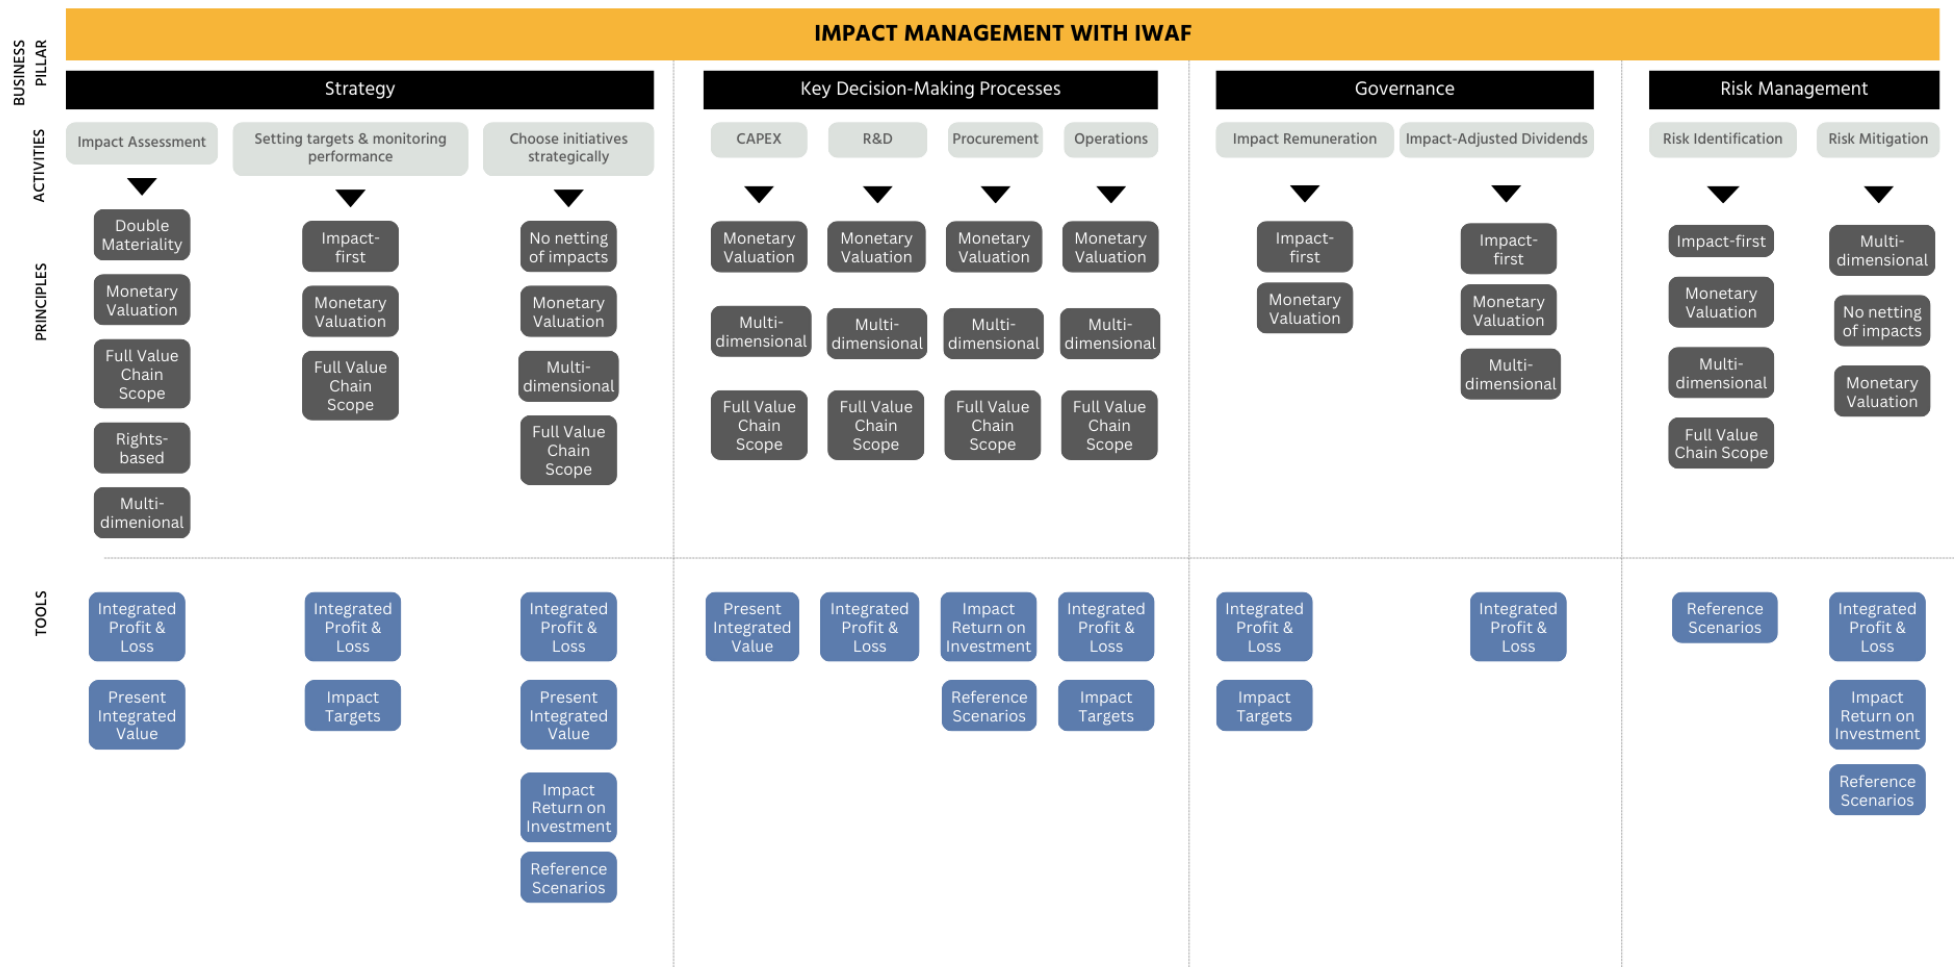 IMPACT MANAGEMENT WITH IWAF
BUSINESS
PILLAR
Strategy
Key Decision-Making Processes
Governance
Risk Management
ACTIVITIES
Impact Assessment
Setting targets & monitoring
performance
Choose initiatives
strategically
CAPEX
R&D
Procurement
Operations
Impact Remuneration
Impact-Adjusted Dividends
Risk Identification
Risk Mitigation
PRINCIPLES
Double
Materiality
Monetary
Valuation
Full Value
Chain
Scope
Rights-
based
Multi-
dimenional
Impact-
first
Monetary
Valuation
Full Value
Chain
Scope
No netting
of impacts
Monetary
Valuation
Multi-
dimensional
Full Value
Chain
Scope
Monetary
Valuation
Multi-
dimensional
Full Value
Chain
Scope
Monetary
Valuation
Multi-
dimensional
Full Value
Chain
Scope
Monetary
Valuation
Multi-
dimensional
Full Value
Chain
Scope
Monetary
Valuation
Multi-
dimensional
Full Value
Chain
Scope
Impact-
first
Monetary
Valuation
Impact-
first
Monetary
Valuation
Multi-
dimensional
Impact-first
Monetary
Valuation
Multi-
dimensional
Full Value
Chain Scope
Multi-
dimensional
No netting
of impacts
Monetary
Valuation
TOOLS
Integrated
Profit &
Loss
Present
Integrated
Value
Integrated
Profit &
Loss
Impact
Targets
Integrated
Profit &
Loss
Present
Integrated
Value
Impact
Return on
Investment
Reference
Scenarios
Present
Integrated
Value
Integrated
Profit &
Loss
Impact
Return on
Investment
Reference
Scenarios
Integrated
Profit &
Loss
Impact
Targets
Integrated
Profit &
Loss
Impact
Targets
Integrated
Profit &
Loss
Reference
Scenarios
Integrated
Profit &
Loss
Impact
Return on
Investment
Reference
Scenarios